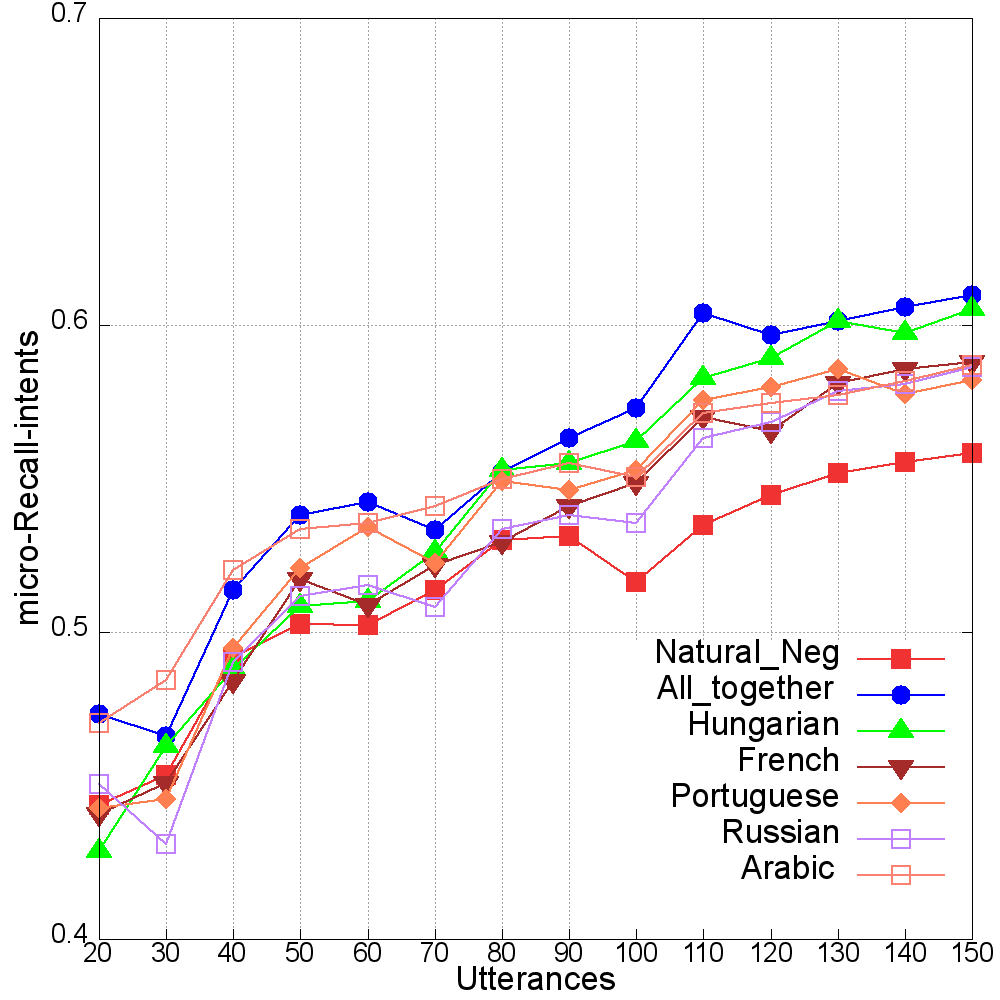 0.7
0.6
0.5
0.4
micro-Recall-intents
Natural_Neg
All_together
Hungarian
French
Portuguese
Russian
Arabic
20 30 40 50 60 70 80 90 100 110 120 130 140 150
Utterances